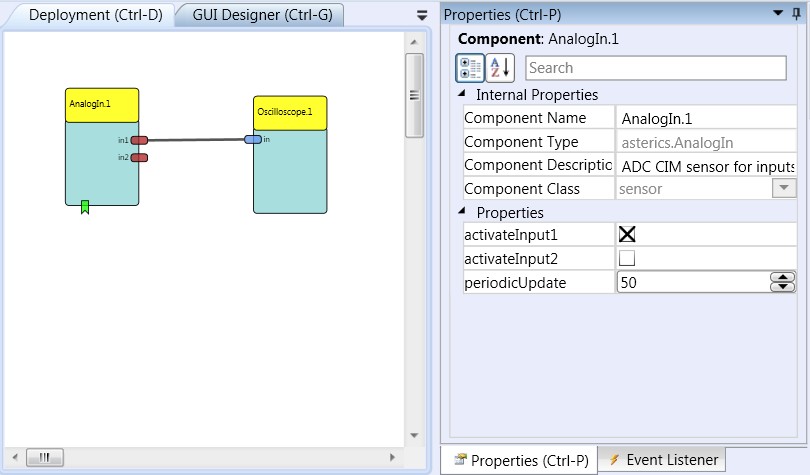 Deployment (Ctrl-D)
GUI Designer (Ctrl-G)
AnalogIn.1
in1
in2
Oscilloscope.1
in
Properties (Ctrl-P)
Component: AnalogIn.1
A
Z
Search
Internal Properties
Component Name AnalogIn.1
Component Type asterics.AnalogIn
Component Descriptic ADC CIM sensor for inputs
Component Class sensor
Properties
activateInput1
activateInput2
periodicUpdate 50
Properties (Ctrl-P)
Event Listener